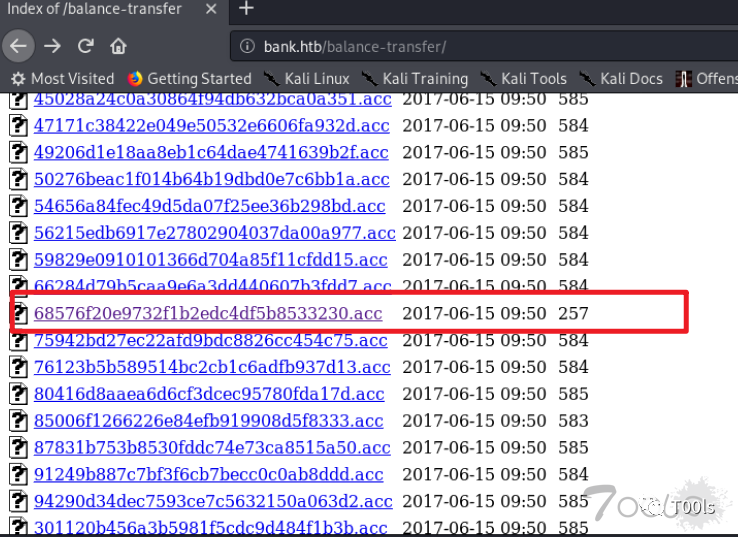 Index of /balance-transfer × +
bank.htb/balance-transfer/
Most Visited Getting Started Kali Linux Kali Training Kali Tools Kali Docs Offens
45028a24c0a30864f94db632bca0a351.acc 2017-06-15 09:50 585
47171c38422e049e50532e6606fa932d.acc 2017-06-15 09:50 584
49206d1e18aa8eb1c64dae4741639b2f.acc 2017-06-15 09:50 585
50276beac1f014b64b19dbd0e7c6bb1a.acc 2017-06-15 09:50 584
54656a84fec49d5da07f25ee36b298bd.acc 2017-06-15 09:50 584
56215edb6917e27802904037da00a977.acc 2017-06-15 09:50 584
59829e0910101366d704a85f11cfdd15.acc 2017-06-15 09:50 584
66284d79b5caa9e6a3dd440607b3fdd7.acc 2017-06-15 09:50 584
68576f20e9732f1b2edc4df5b8533230.acc 2017-06-15 09:50 257
75942bd27ec22afd9bdc8826cc454c75.acc 2017-06-15 09:50 584
76123b5b589514bc2cb1c6adfb937d13.acc 2017-06-15 09:50 584
80416d8aaea6d6cf3dcec95780fda17d.acc 2017-06-15 09:50 585
85006f1266226e84efb919908d5f8333.acc 2017-06-15 09:50 583
87831b753b8530fddc74e73ca8515a50.acc 2017-06-15 09:50 585
91249b887c7bf3f6cb7becc0c0ab8ddd.acc 2017-06-15 09:50 584
94290d34dec7593ce7c5632150a063d2.acc 2017-06-15 09:50 585
301120b456a3b5981f5cdc9d484f1b3b.acc 2017-06-15 09:50 585
T00ls